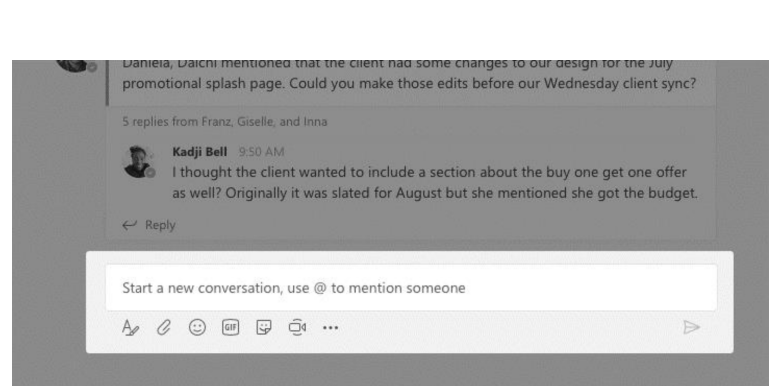 Daniela, Daichi mentioned that the client had some changes to our design for the July
promotional splash page. Could you make those edits before our Wednesday client sync?
5 replies from Franz, Giselle, and Inna
Kadji Bell 9:50 AM
I thought the client wanted to include a section about the buy one get one offer
as well? Originally it was slated for August but she mentioned she got the budget.
Reply
Start a new conversation, use @ to mention someone
GIF